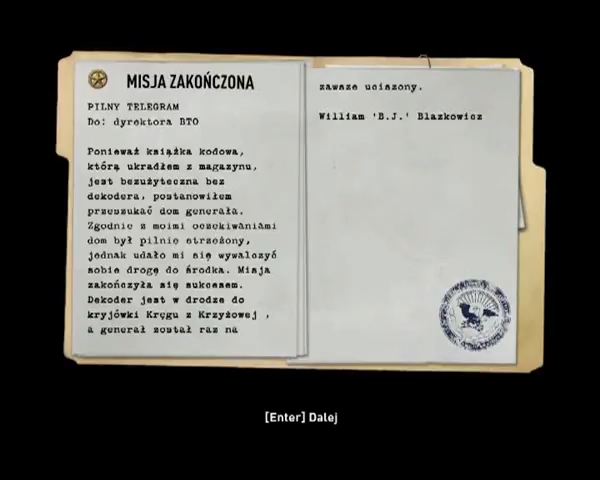 MISJA ZAKOŃCZONA
PILNY TELEGRAM
Do: dyrektora BTO
Ponieważ książka kodowa,
którą ukradłem z magazynu,
jest bezużyteczna bez
dekodera, postanowiłem
przeszukać dom generała.
Zgodnie z moimi oczekiwaniami
dom był pilnie strzeżony,
jednak udało mi się wywalczyć
sobie drogę do środka. Misja
zakończyła się sukcesem.
Dekoder jest w drodze do
kryjówki Kręgu z Krzyżowej ,
a generał został raz na
zawsze uciszony.
William 'B.J.' Blazkowicz
[Enter] Dalej